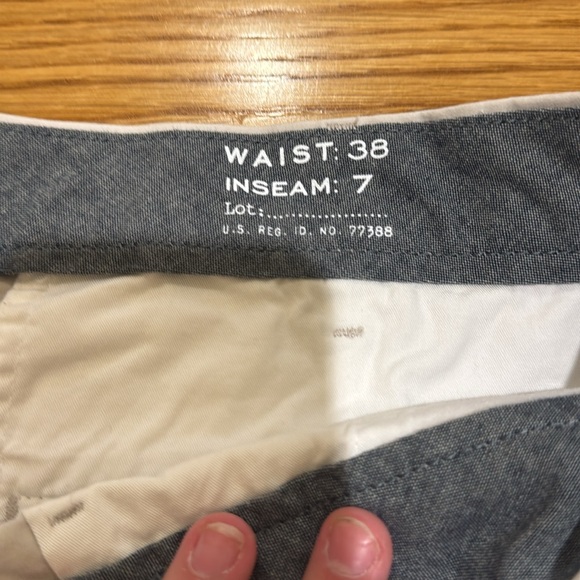 WAIST: 38
INSEAM: 7
Lot:....................
U.S. REG. ID. NO. 77388